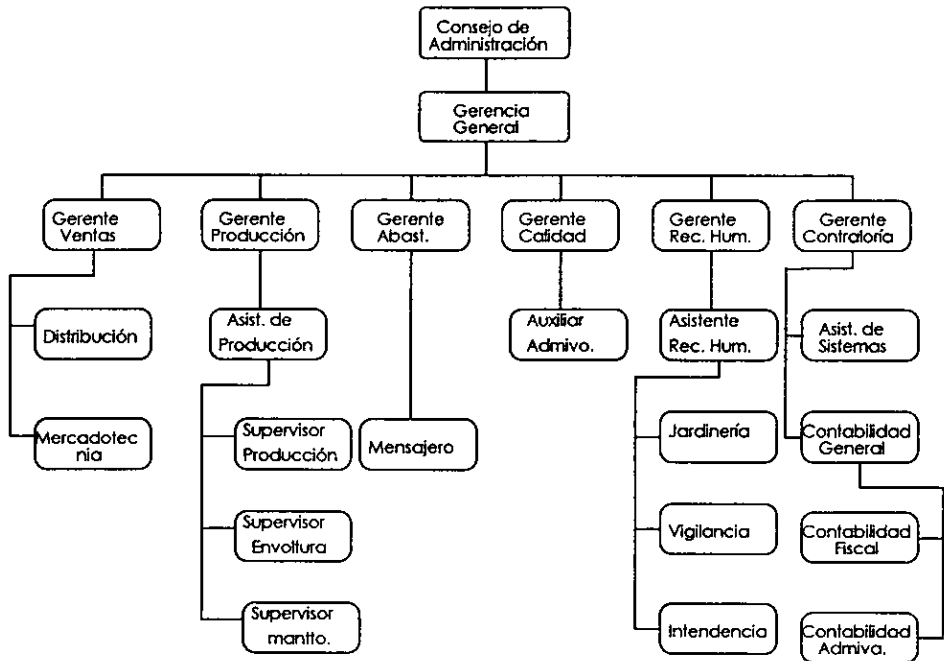 Consejo de
Administración
Gerencia
General
Gerente
Ventas
Gerente
Producción
Gerente
Abast.
Gerente
Calidad
Gerente
Rec. Hum.
Gerente
Contraloría
Distribución
Asist. de
Producción
Auxiliar
Admivo.
Asistente
Rec. Hum.
Asist. de
Sistemas
Mercadotec
nia
Supervisor
Producción
Mensajero
Jardinería
Contabilidad
General
Supervisor
Envoltura
Vigilancia
Contabilidad
Fiscal
Supervisor
mantto.
Intendencia
Contabilidad
Admiva.